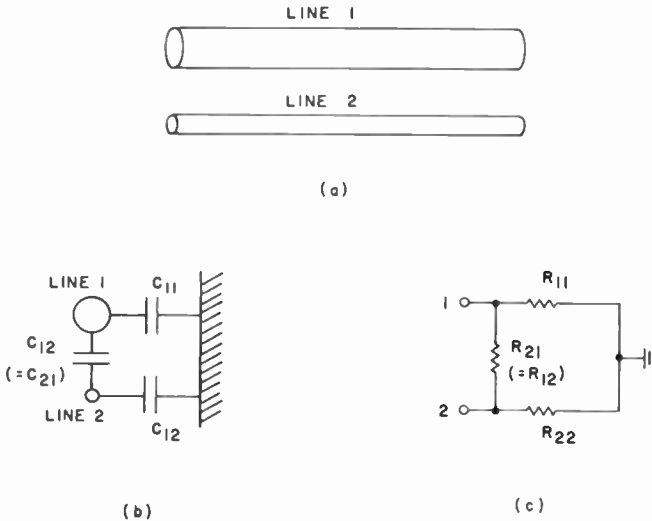 LINE 1
LINE 2
(a)
LINE 1
C11
C12
(=C21)
LINE 2
C12
(b)
1
R11
R21
(=R12)
2
R22
(c)